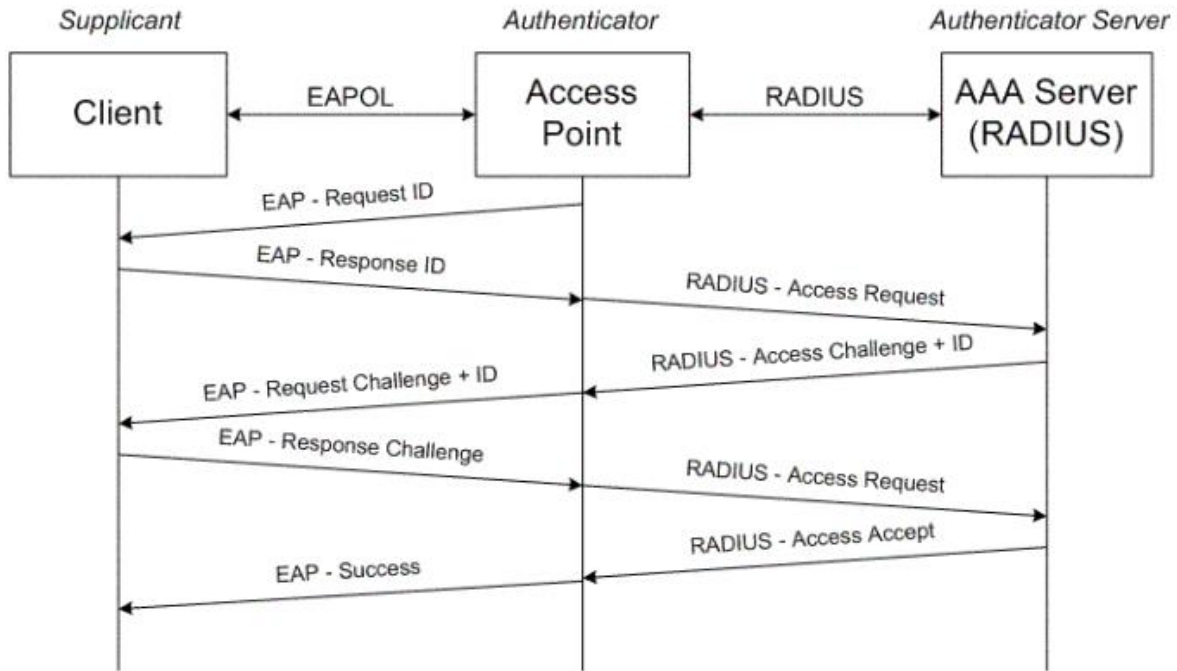 Supplicant
Authenticator
Authenticator Server
Client
EAPOL
Access
Point
RADIUS
AAA Server
(RADIUS)
EAP - Request ID
EAP - Response ID
RADIUS - Access Request
RADIUS - Access Challenge + ID
EAP - Request Challenge + ID
EAP - Response Challenge
RADIUS - Access Request
RADIUS - Access Accept
EAP - Success